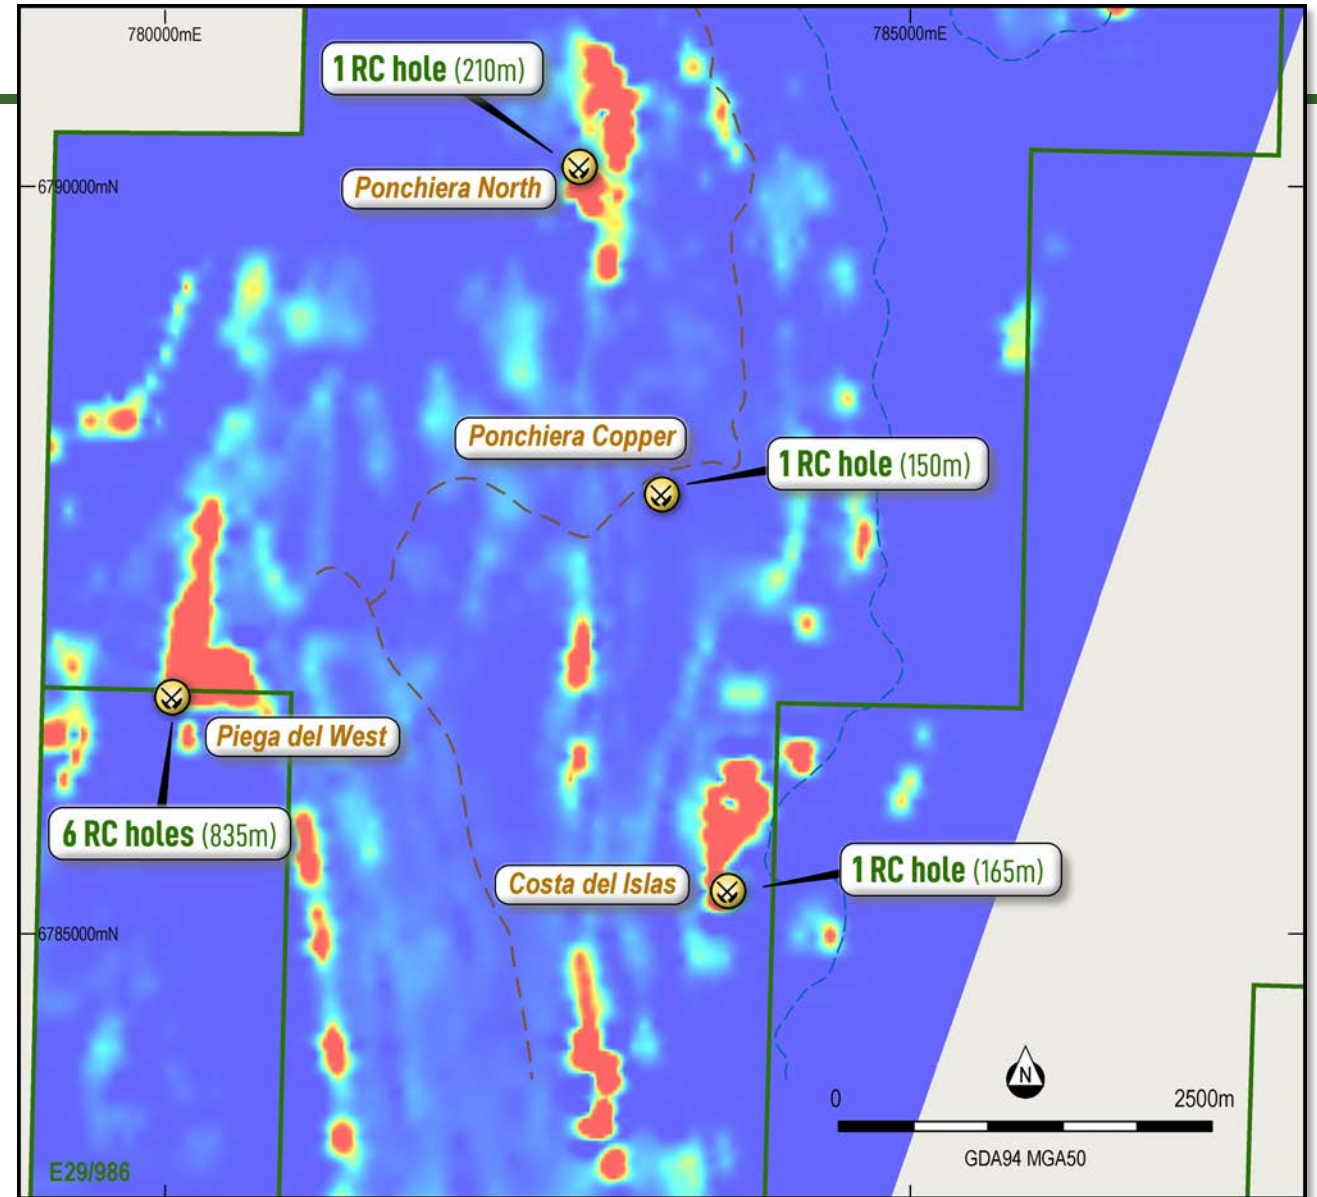 780000mE
785000mE
1 RC hole (210m)
6790000mN
Ponchiera North
Ponchiera Copper
1 RC hole (150m)
Piega del West
6 RC holes (835m)
Costa del Islas
1 RC hole (165m)
6785000mN
N
0 2500m
GDA94 MGA50
E29/986